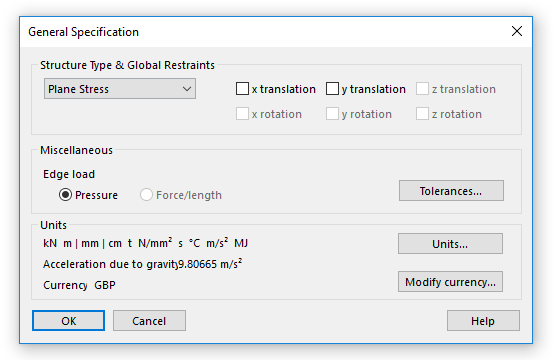 General Specification
Structure Type & Global Restraints
Plane Stress
x translation y translation z translation
x rotation y rotation z rotation
Miscellaneous
Edge load
Pressure Force/length
Tolerances...
Units
kN m | mm | cm t N/mm² s °C m/s² MJ
Units...
Acceleration due to gravity 9.80665 m/s²
Currency GBP
Modify currency...
OK Cancel Help